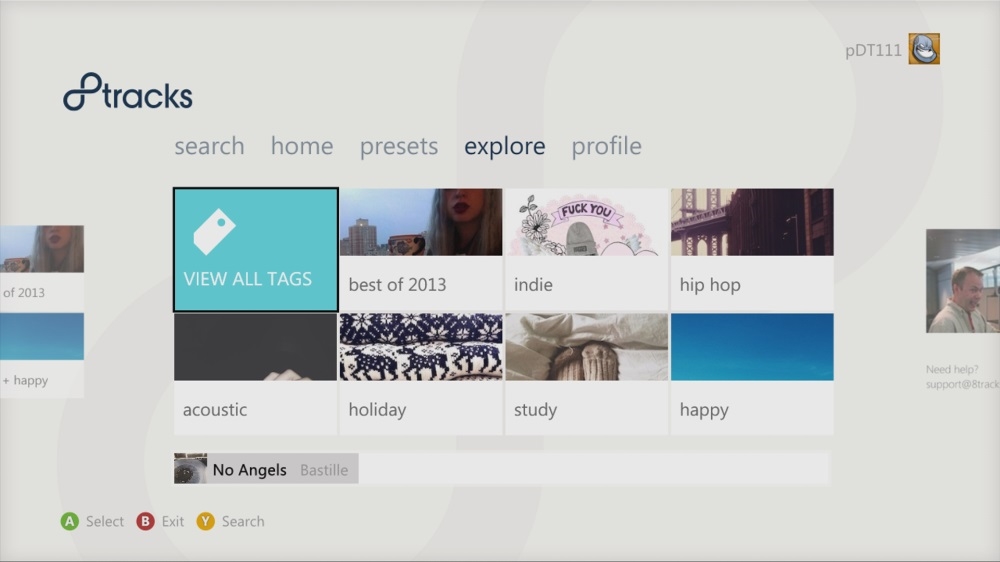 pDT111
8tracks
search home presets explore profile
VIEW ALL TAGS
best of 2013
FUCK YOU
indie
hip hop
of 2013
acoustic
holiday
study
happy
+ happy
Need help?
support@8track
No Angels Bastille
A Select B Exit Y Search